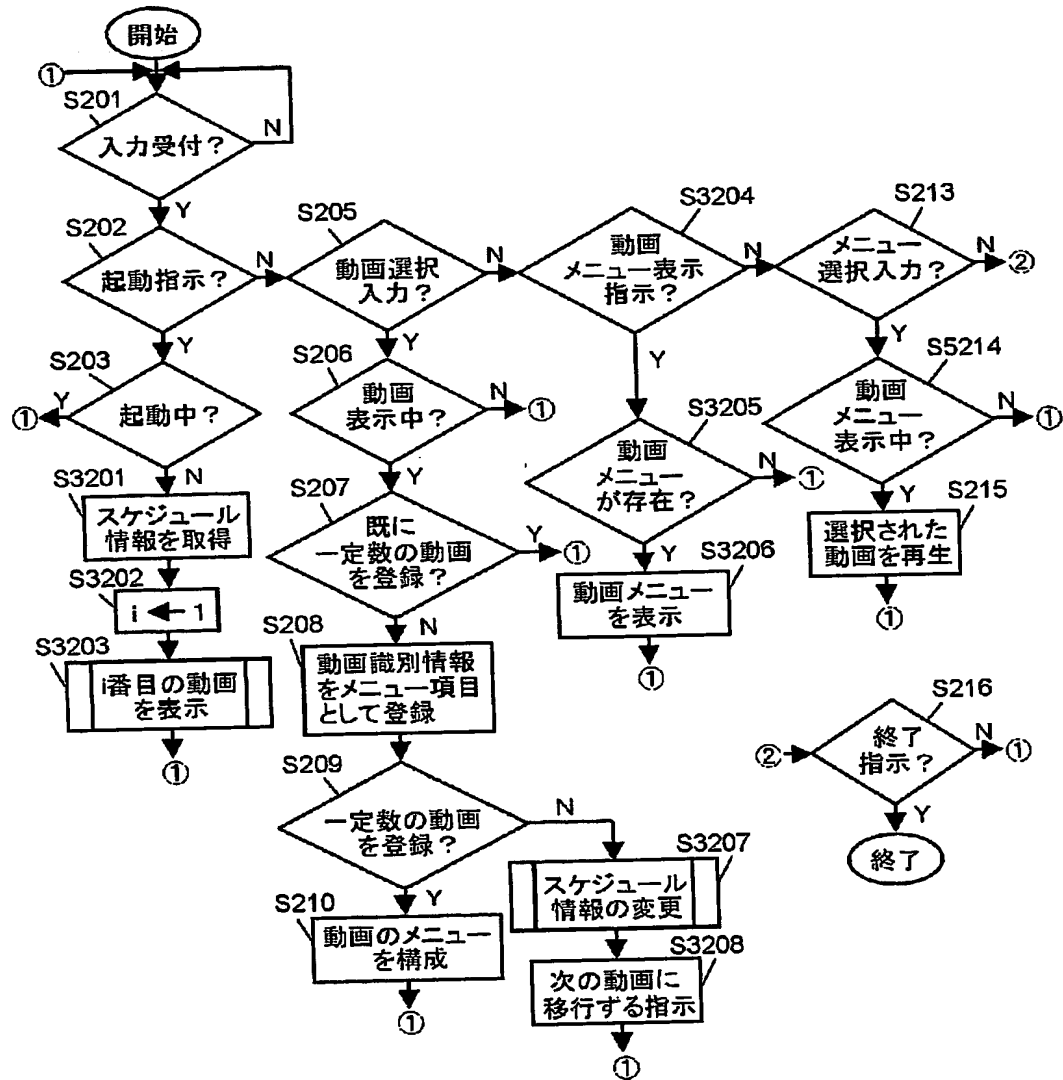 開始
①
S201
入力受付？
N
Y
S202
起動指示？
N
Y
S203
起動中？
Y
①
N
S3201
スケジュール
情報を取得
S3202
i ← 1
S3203
i番目の動画
を表示
①
S205
動画選択
入力？
N
Y
S206
動画
表示中？
N
①
Y
S207
既に
一定数の動画
を登録？
Y
①
N
S208
動画識別情報
をメニュー項目
として登録
S209
一定数の動画
を登録？
N
Y
S210
動画のメニュー
を構成
①
S3207
スケジュール
情報の変更
S3208
次の動画に
移行する指示
①
S3204
動画
メニュー表示
指示？
N
Y
S3205
動画
メニュー
が存在？
N
①
Y
S3206
動画メニュー
を表示
①
S213
メニュー
選択入力？
N
②
Y
S5214
動画
メニュー
表示中？
N
①
Y
S215
選択された
動画を再生
①
S216
②
終了
指示？
N
①
Y
終了